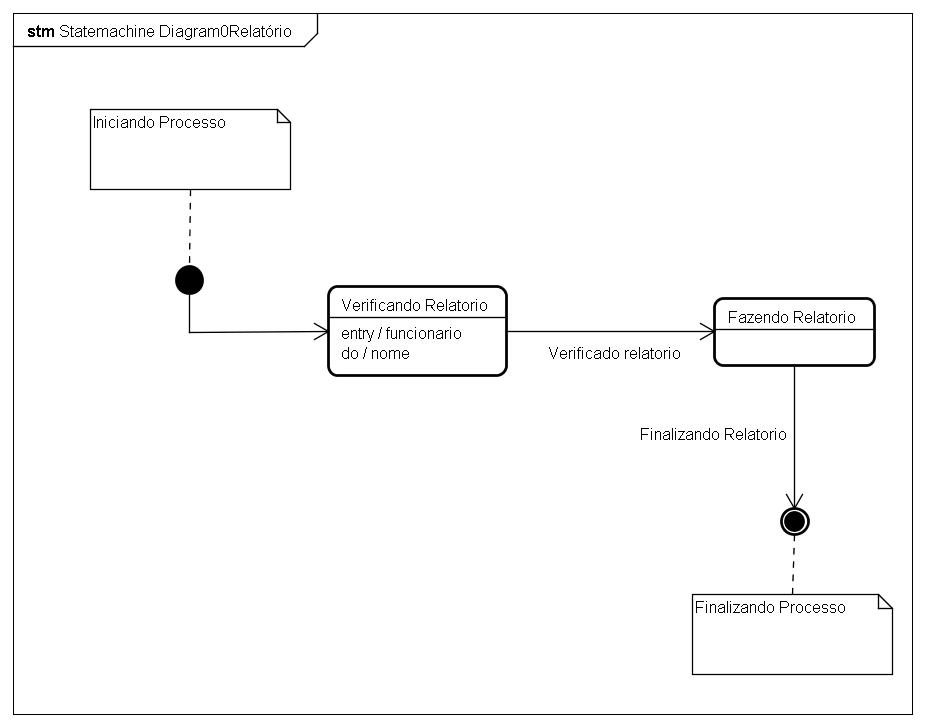 stm Statemachine Diagram0Relatório
Iniciando Processo
Verificando Relatorio
entry / funcionario
do / nome
Verificado relatorio
Fazendo Relatorio
Finalizando Relatorio
Finalizando Processo